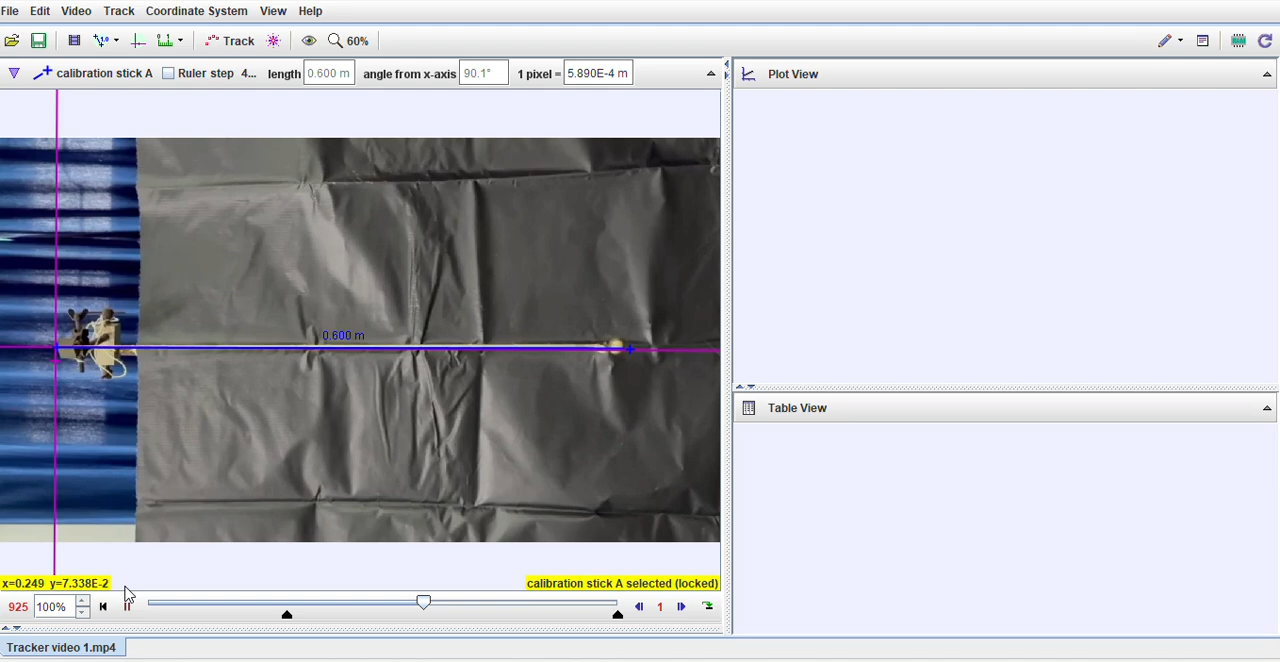 File Edit Video Track Coordinate System View Help
Track 60%
calibration stick A Ruler step 4... length 0.600 m angle from x-axis 90.1° 1 pixel = 5.890E-4 m
Plot View
0.600 m
Table View
x=0.249 y=7.338E-2 calibration stick A selected (locked)
925 100% 1
Tracker video 1.mp4